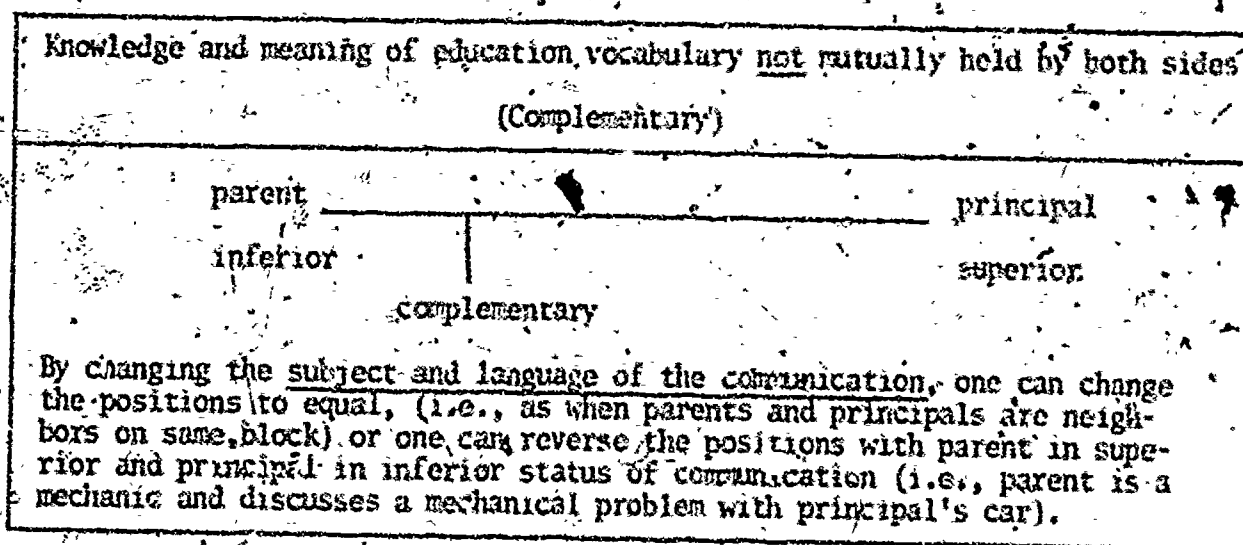 Knowledge and meaning of education vocabulary not mutually held by both sides
(Complementary)
parent principal
inferior superior
complementary
By changing the subject and language of the communication, one can change
the positions to equal, (i.e., as when parents and principals are neigh-
bors on same block) or one can reverse the positions with parent in supe-
rior and principal in inferior status of communication (i.e., parent is a
mechanic and discusses a mechanical problem with principal's car).